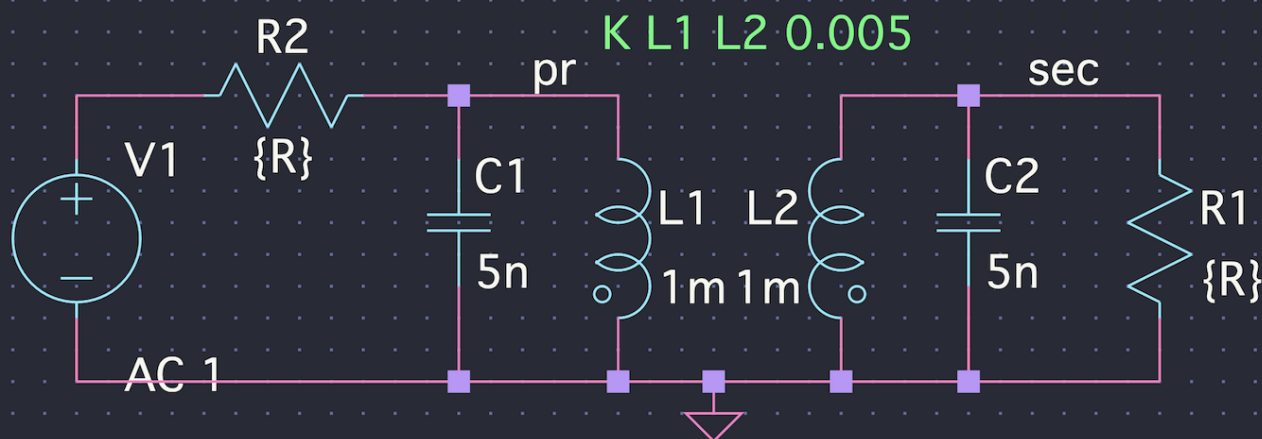 K L1 L2 0.005
R2
pr
sec
V1
{R}
C1
C2
L1
L2
R1
5n
1m
1m
5n
{R}
AC 1